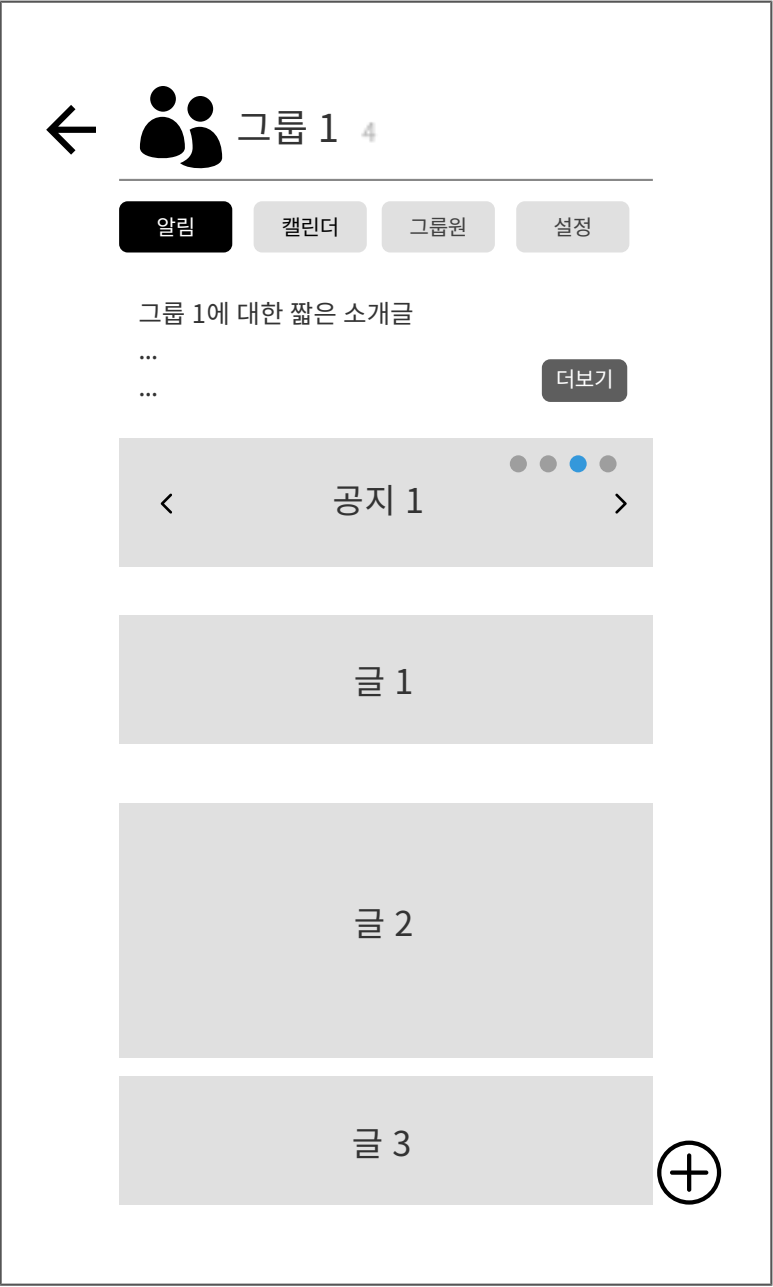 그룹 1 4
알림 캘린더 그룹원 설정
그룹 1에 대한 짧은 소개글
...
...
더보기
공지 1
글 1
글 2
글 3